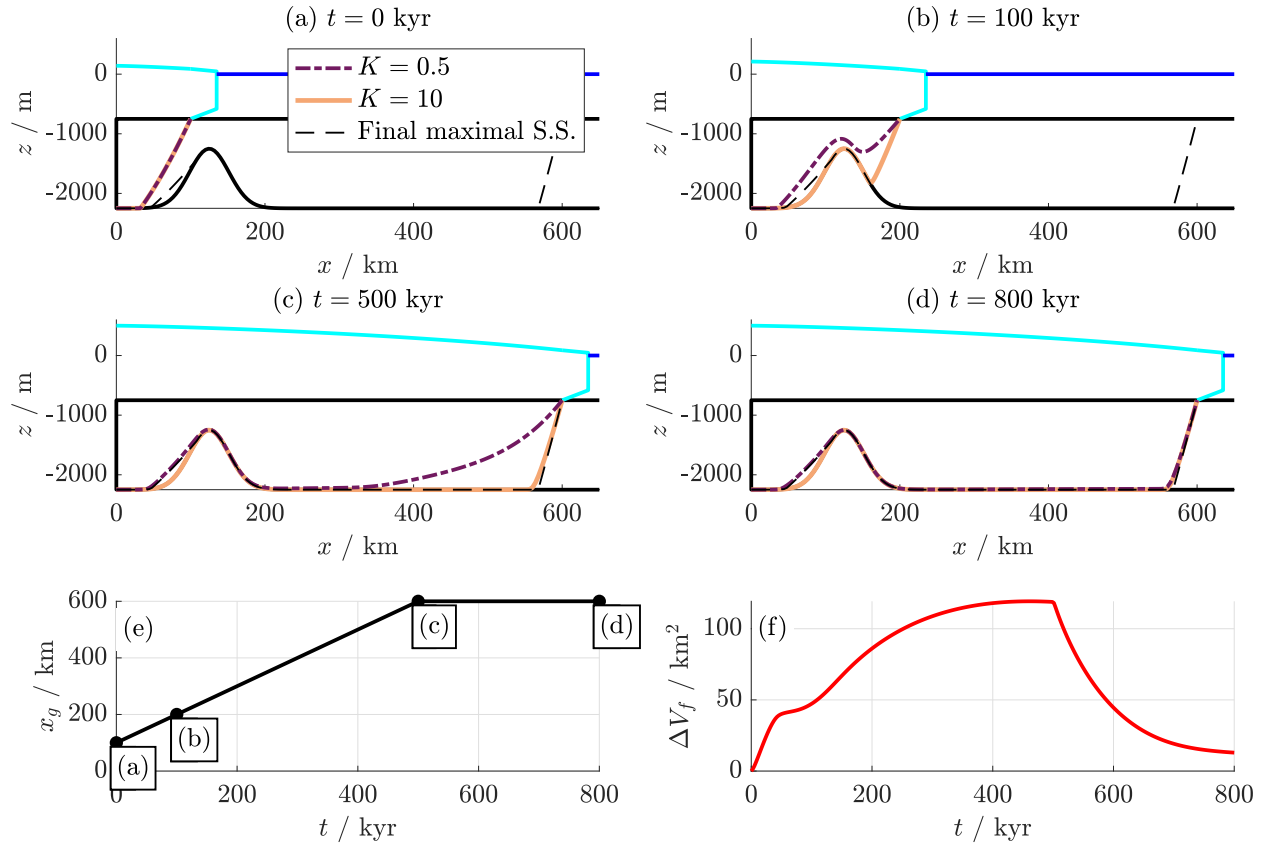 (a) t = 0 kyr
0
-1000
-2000
z / m
K = 0.5
K = 10
Final maximal S.S.
0 200 400 600
x / km
(b) t = 100 kyr
0
-1000
-2000
z / m
0 200 400 600
x / km
(c) t = 500 kyr
0
-1000
-2000
z / m
0 200 400 600
x / km
(d) t = 800 kyr
0
-1000
-2000
z / m
0 200 400 600
x / km
(e)
600
400
200
0
x_g / km
(a)
(b)
(c)
(d)
0 200 400 600 800
t / kyr
(f)
100
50
0
ΔV_f / km²
0 200 400 600 800
t / kyr